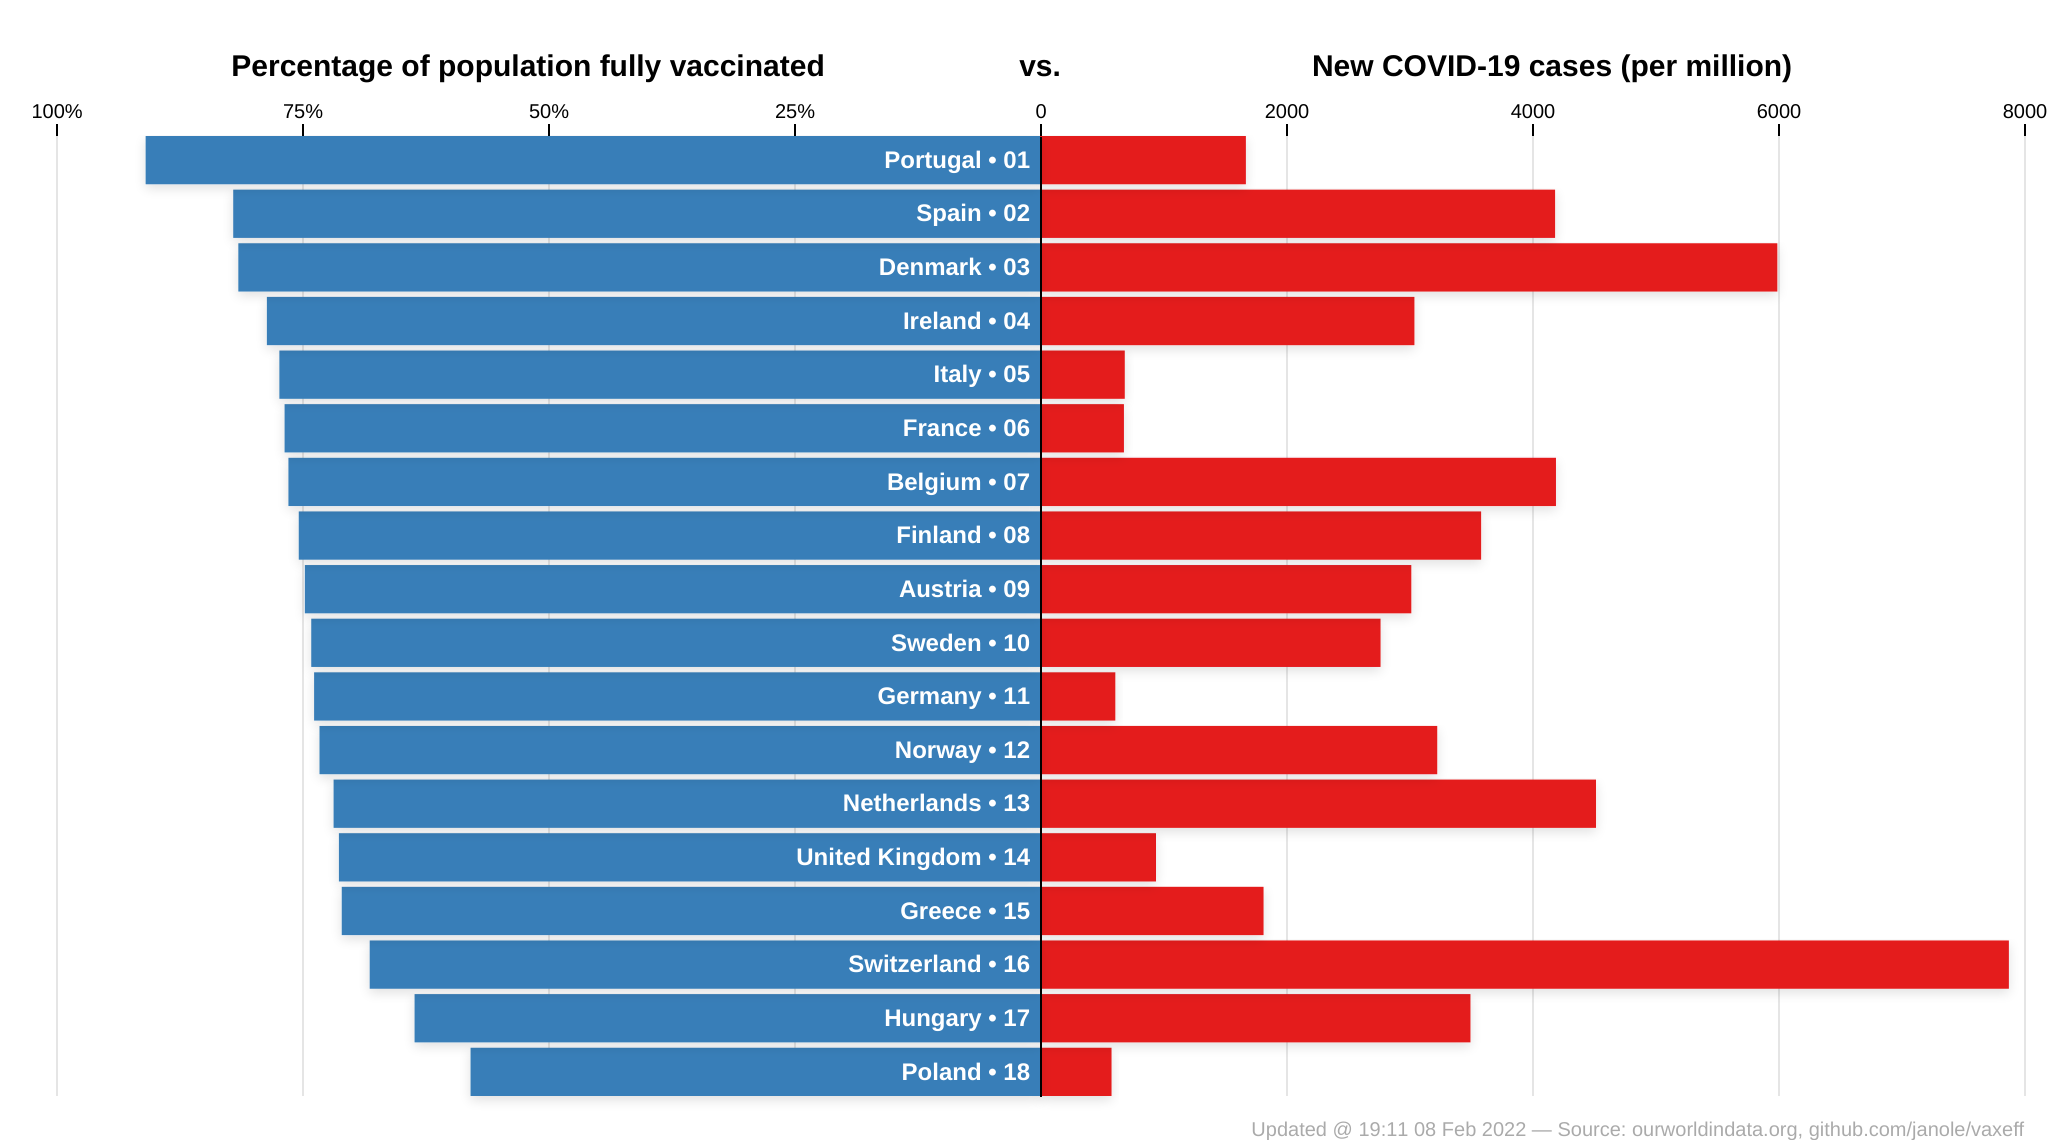 Percentage of population fully vaccinated vs. New COVID-19 cases (per million)
100% 75% 50% 25% 0 2000 4000 6000 8000
Portugal • 01
Spain • 02
Denmark • 03
Ireland • 04
Italy • 05
France • 06
Belgium • 07
Finland • 08
Austria • 09
Sweden • 10
Germany • 11
Norway • 12
Netherlands • 13
United Kingdom • 14
Greece • 15
Switzerland • 16
Hungary • 17
Poland • 18
Updated @ 19:11 08 Feb 2022 — Source: ourworldindata.org, github.com/janole/vaxeff